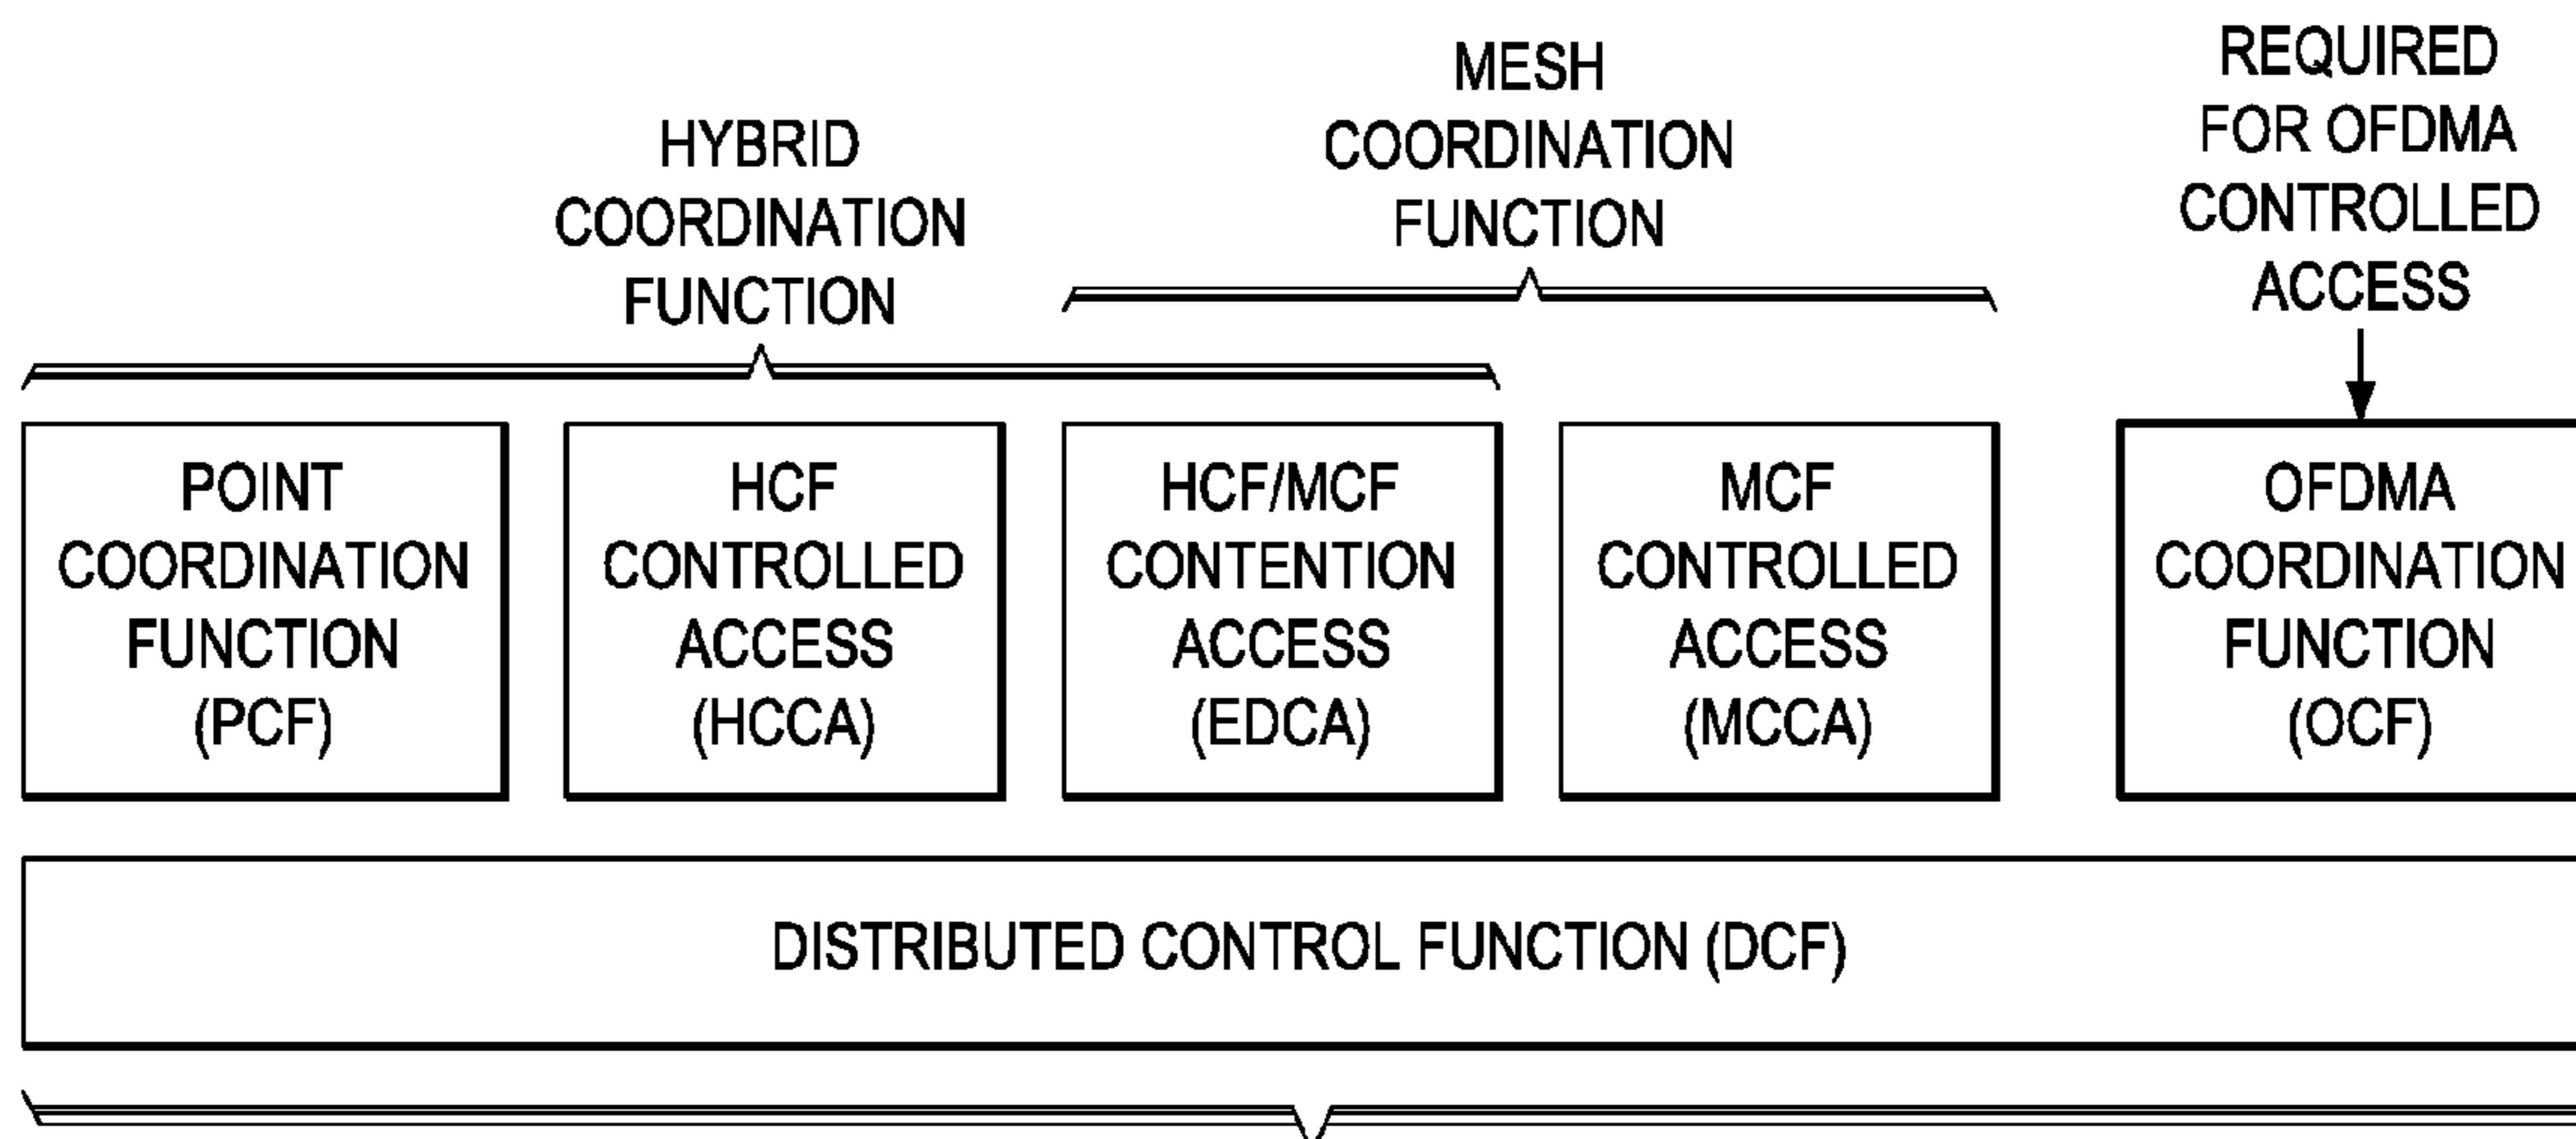 HYBRID
COORDINATION
FUNCTION
MESH
COORDINATION
FUNCTION
REQUIRED
FOR OFDMA
CONTROLLED
ACCESS
POINT
COORDINATION
FUNCTION
(PCF)
HCF
CONTROLLED
ACCESS
(HCCA)
HCF/MCF
CONTENTION
ACCESS
(EDCA)
MCF
CONTROLLED
ACCESS
(MCCA)
OFDMA
COORDINATION
FUNCTION
(OCF)
DISTRIBUTED CONTROL FUNCTION (DCF)